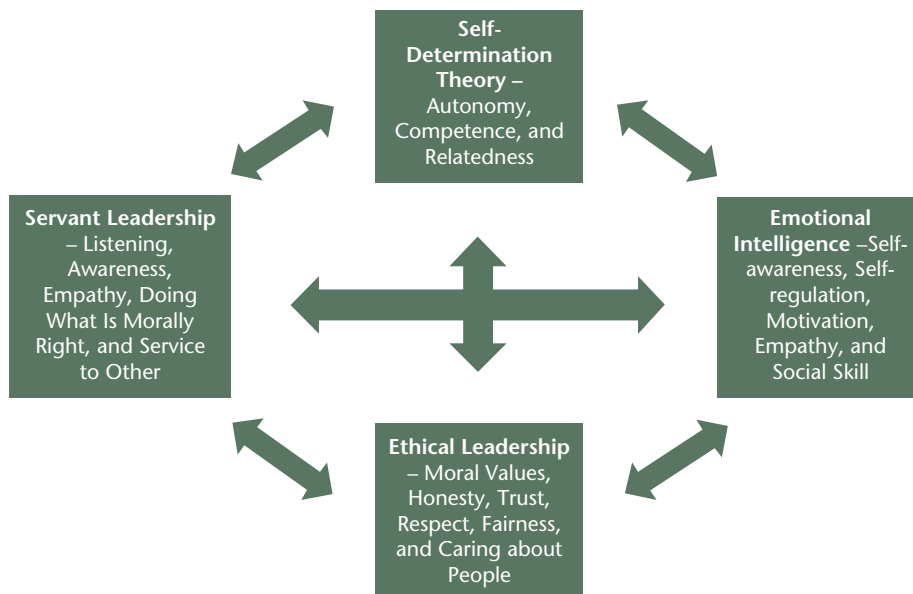 Self-
Determination
Theory –
Autonomy,
Competence, and
Relatedness
Servant Leadership
– Listening,
Awareness,
Empathy, Doing
What Is Morally
Right, and Service
to Other
Emotional
Intelligence –Self-
awareness, Self-
regulation,
Motivation,
Empathy, and
Social Skill
Ethical Leadership
– Moral Values,
Honesty, Trust,
Respect, Fairness,
and Caring about
People